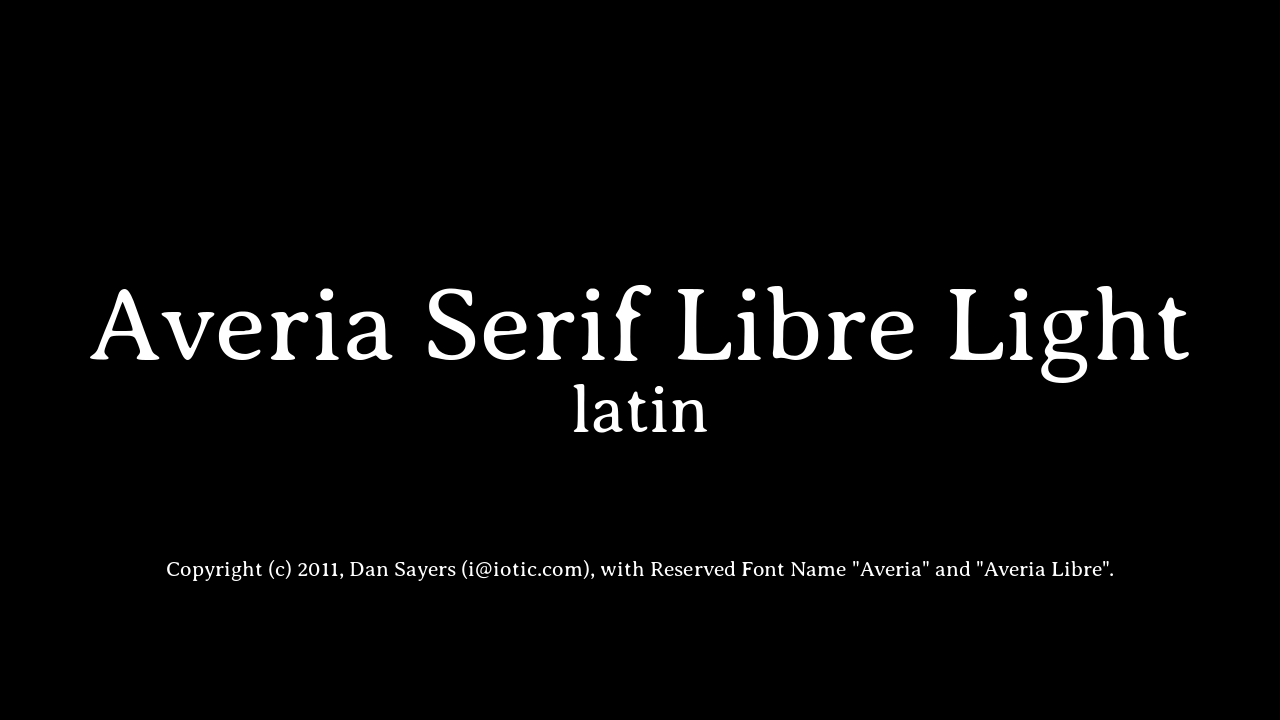 Averia Serif Libre Light
latin
Copyright (c) 2011, Dan Sayers (i@iotic.com), with Reserved Font Name "Averia" and "Averia Libre".